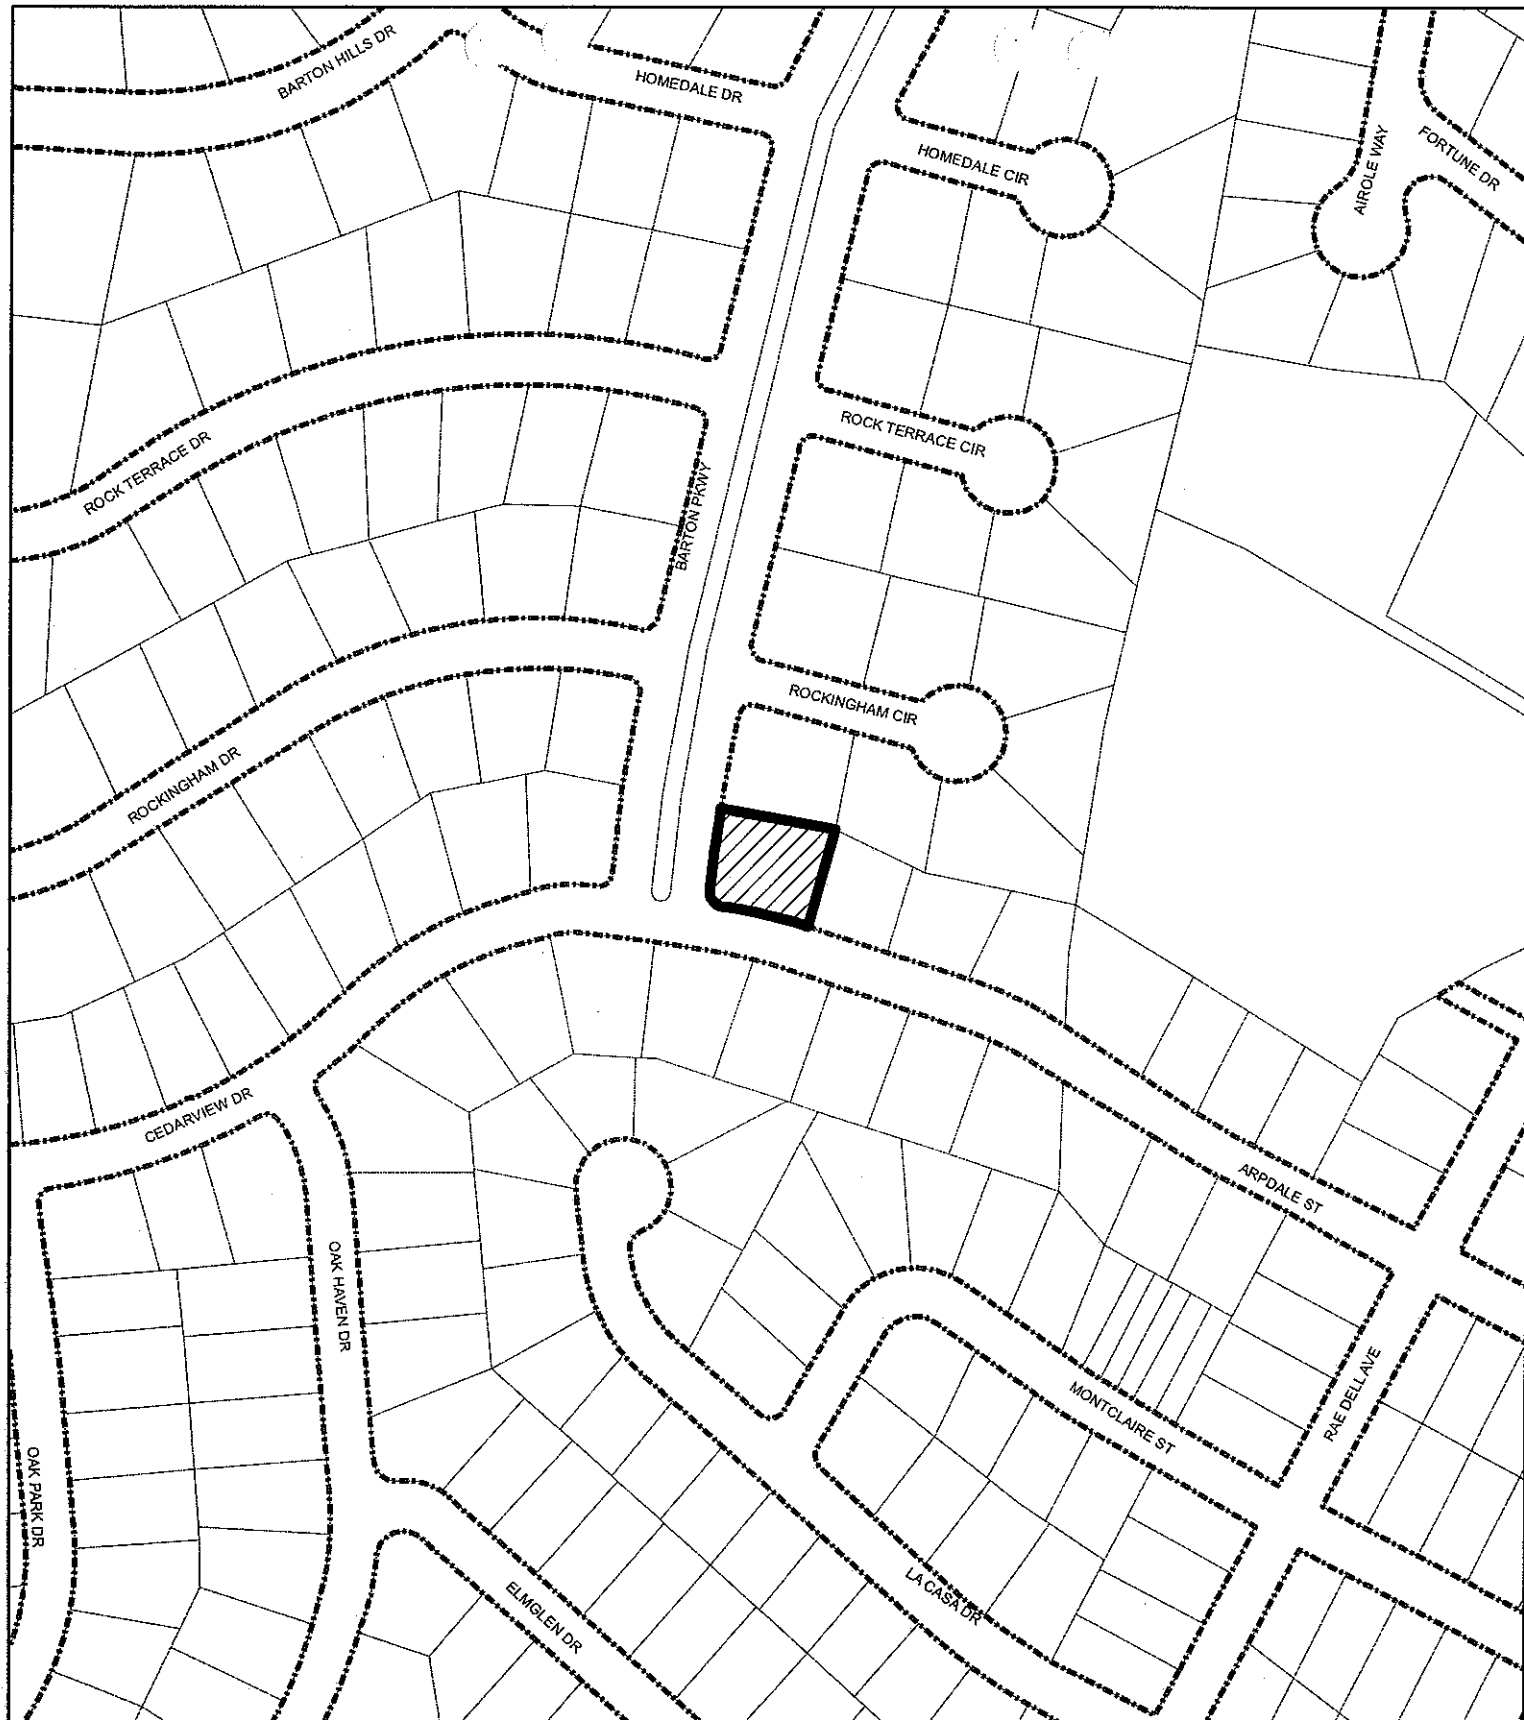 BARTON HILLS DR
HOMEDALE DR
HOMEDALE CIR
AIROLE WAY
FORTUNE DR
ROCK TERRACE DR
ROCK TERRACE CIR
BARTON PKWY
ROCKINGHAM CIR
ROCKINGHAM DR
CEDARVIEW DR
ARPDALE ST
OAK HAVEN DR
RAE DELL AVE
MONTCLAIRE ST
OAK PARK DR
ELMGLEN DR
LA CASA DR